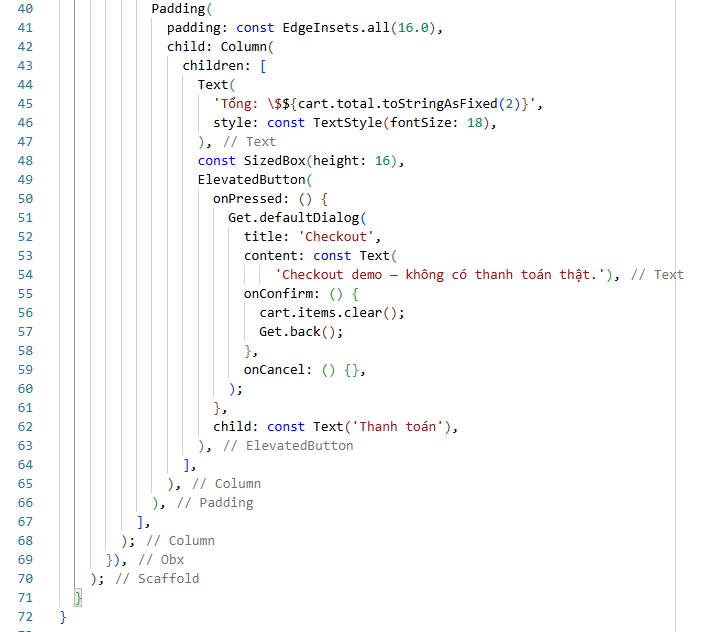 40 Padding(
41 padding: const EdgeInsets.all(16.0),
42 child: Column(
43 children: [
44 Text(
45 'Tổng: \$${cart.total.toStringAsFixed(2)}',
46 style: const TextStyle(fontSize: 18),
47 ), // Text
48 const SizedBox(height: 16),
49 ElevatedButton(
50 onPressed: () {
51 Get.defaultDialog(
52 title: 'Checkout',
53 content: const Text(
54 'Checkout demo – không có thanh toán thật.'), // Text
55 onConfirm: () {
56 cart.items.clear();
57 Get.back();
58 },
59 onCancel: () {},
60 );
61 },
62 child: const Text('Thanh toán'),
63 ), // ElevatedButton
64 ],
65 ), // Column
66 ), // Padding
67 ],
68 ); // Column
69 }), // Obx
70 ); // Scaffold
71 }
72 }